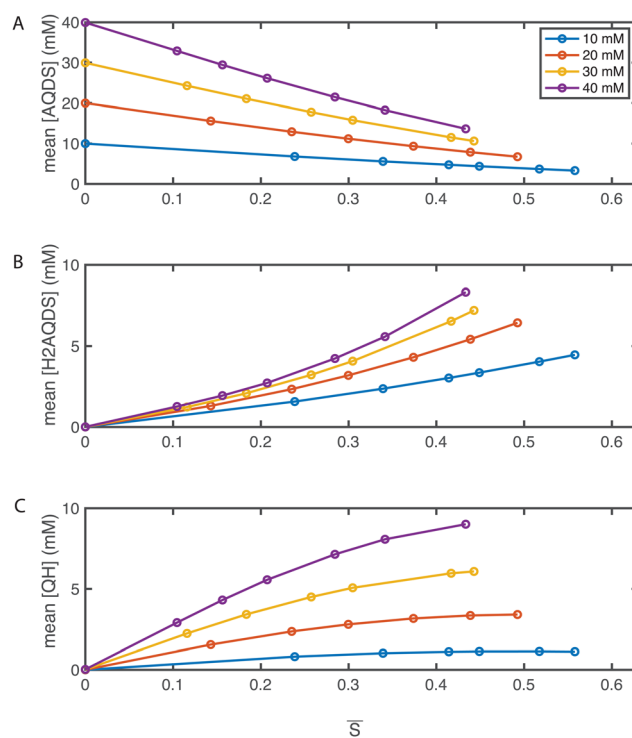 A
mean [AQDS] (mM)
40
30
20
10
0
0 0.1 0.2 0.3 0.4 0.5 0.6
10 mM
20 mM
30 mM
40 mM
B
mean [H2AQDS] (mM)
10
5
0
0 0.1 0.2 0.3 0.4 0.5 0.6
C
mean [QH] (mM)
10
5
0
0 0.1 0.2 0.3 0.4 0.5 0.6
S̅